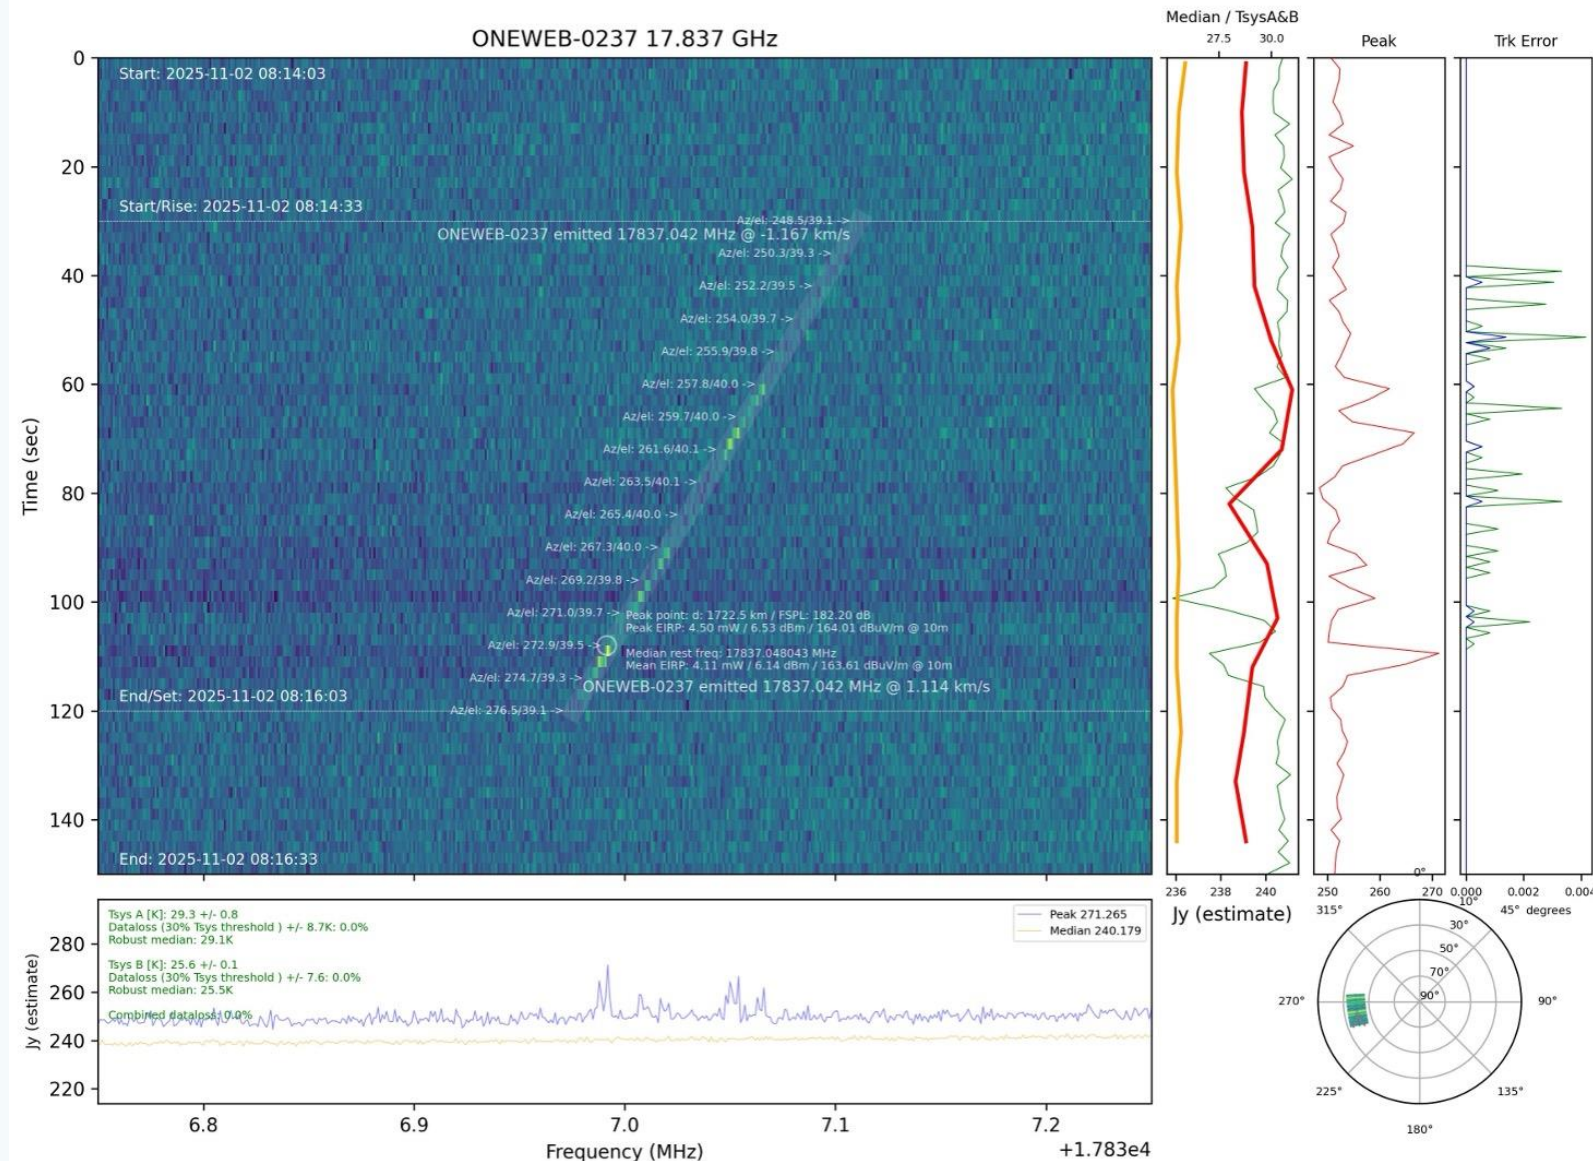 ONEWEB-0237 17.837 GHz
Median / TsysA&B
27.5 30.0
Peak
Trk Error
0
20
40
60
80
100
120
140
Time (sec)
Start: 2025-11-02 08:14:03
Start/Rise: 2025-11-02 08:14:33
Az/el: 248.5/39.1 ->
ONEWEB-0237 emitted 17837.042 MHz @ -1.167 km/s
Az/el: 250.3/39.3 ->
Az/el: 252.2/39.5 ->
Az/el: 254.0/39.7 ->
Az/el: 255.9/39.8 ->
Az/el: 257.8/40.0 ->
Az/el: 259.7/40.0 ->
Az/el: 261.6/40.1 ->
Az/el: 263.5/40.1 ->
Az/el: 265.4/40.0 ->
Az/el: 267.3/40.0 ->
Az/el: 269.2/39.8 ->
Az/el: 271.0/39.7 ->
Peak point: d: 1722.5 km / FSPL: 182.20 dB
Peak EIRP: 4.50 mW / 6.53 dBm / 164.01 dBuV/m @ 10m
Az/el: 272.9/39.5 ->
Median rest freq: 17837.048043 MHz
Mean EIRP: 4.11 mW / 6.14 dBm / 163.61 dBuV/m @ 10m
Az/el: 274.7/39.3 ->
ONEWEB-0237 emitted 17837.042 MHz @ 1.114 km/s
End/Set: 2025-11-02 08:16:03
Az/el: 276.5/39.1 ->
End: 2025-11-02 08:16:33
236 238 240
Jy (estimate)
250 260 270
0.000 0.002 0.004
degrees
Tsys A [K]: 29.3 +/- 0.8
Dataloss (30% Tsys threshold ) +/- 8.7K: 0.0%
Robust median: 29.1K
Tsys B [K]: 25.6 +/- 0.1
Dataloss (30% Tsys threshold ) +/- 7.6: 0.0%
Robust median: 25.5K
Combined dataloss: 0.0%
Peak 271.265
Median 240.179
280
260
240
220
Jy (estimate)
6.8 6.9 7.0 7.1 7.2
Frequency (MHz)
+1.783e4
0°
45°
90°
135°
180°
225°
270°
315°
10°
30°
50°
70°
90°